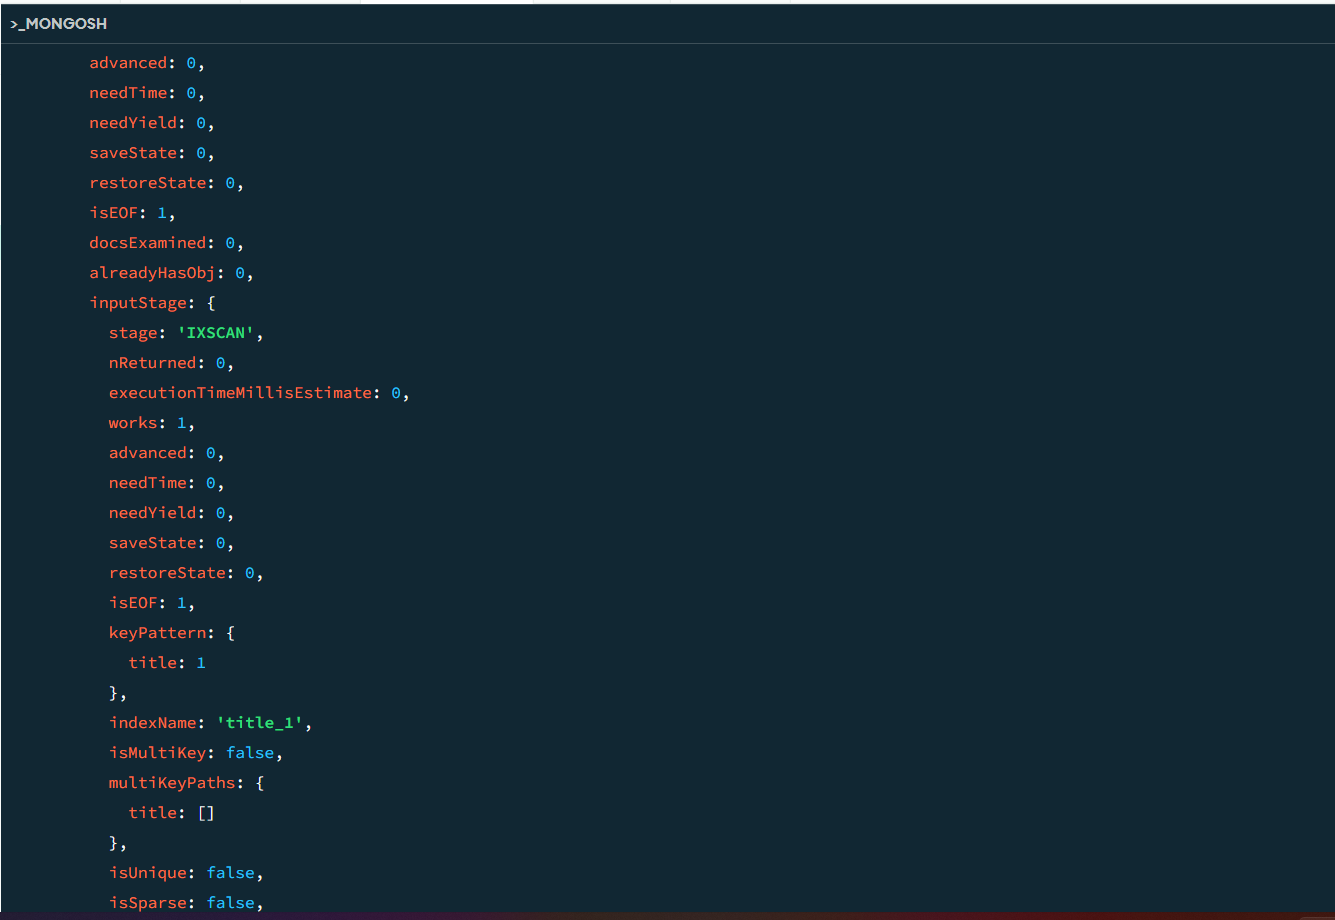 >_MONGOSH
advanced: 0,
needTime: 0,
needYield: 0,
saveState: 0,
restoreState: 0,
isEOF: 1,
docsExamined: 0,
alreadyHasObj: 0,
inputStage: {
stage: 'IXSCAN',
nReturned: 0,
executionTimeMillisEstimate: 0,
works: 1,
advanced: 0,
needTime: 0,
needYield: 0,
saveState: 0,
restoreState: 0,
isEOF: 1,
keyPattern: {
title: 1
},
indexName: 'title_1',
isMultiKey: false,
multiKeyPaths: {
title: []
},
isUnique: false,
isSparse: false,